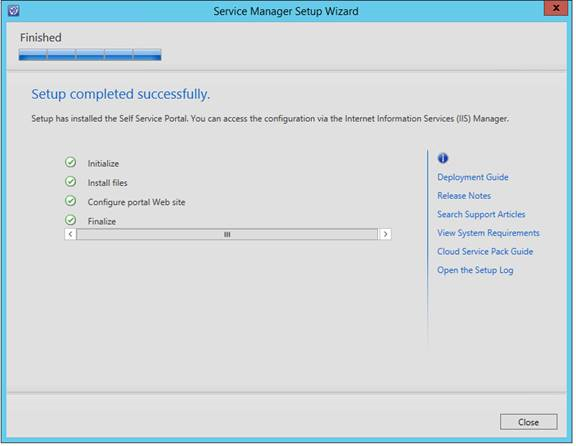 Service Manager Setup Wizard
Finished
Setup completed successfully.
Setup has installed the Self Service Portal. You can access the configuration via the Internet Information Services (IIS) Manager.
Initialize
Install files
Configure portal Web site
Finalize
Deployment Guide
Release Notes
Search Support Articles
View System Requirements
Cloud Service Pack Guide
Open the Setup Log
Close